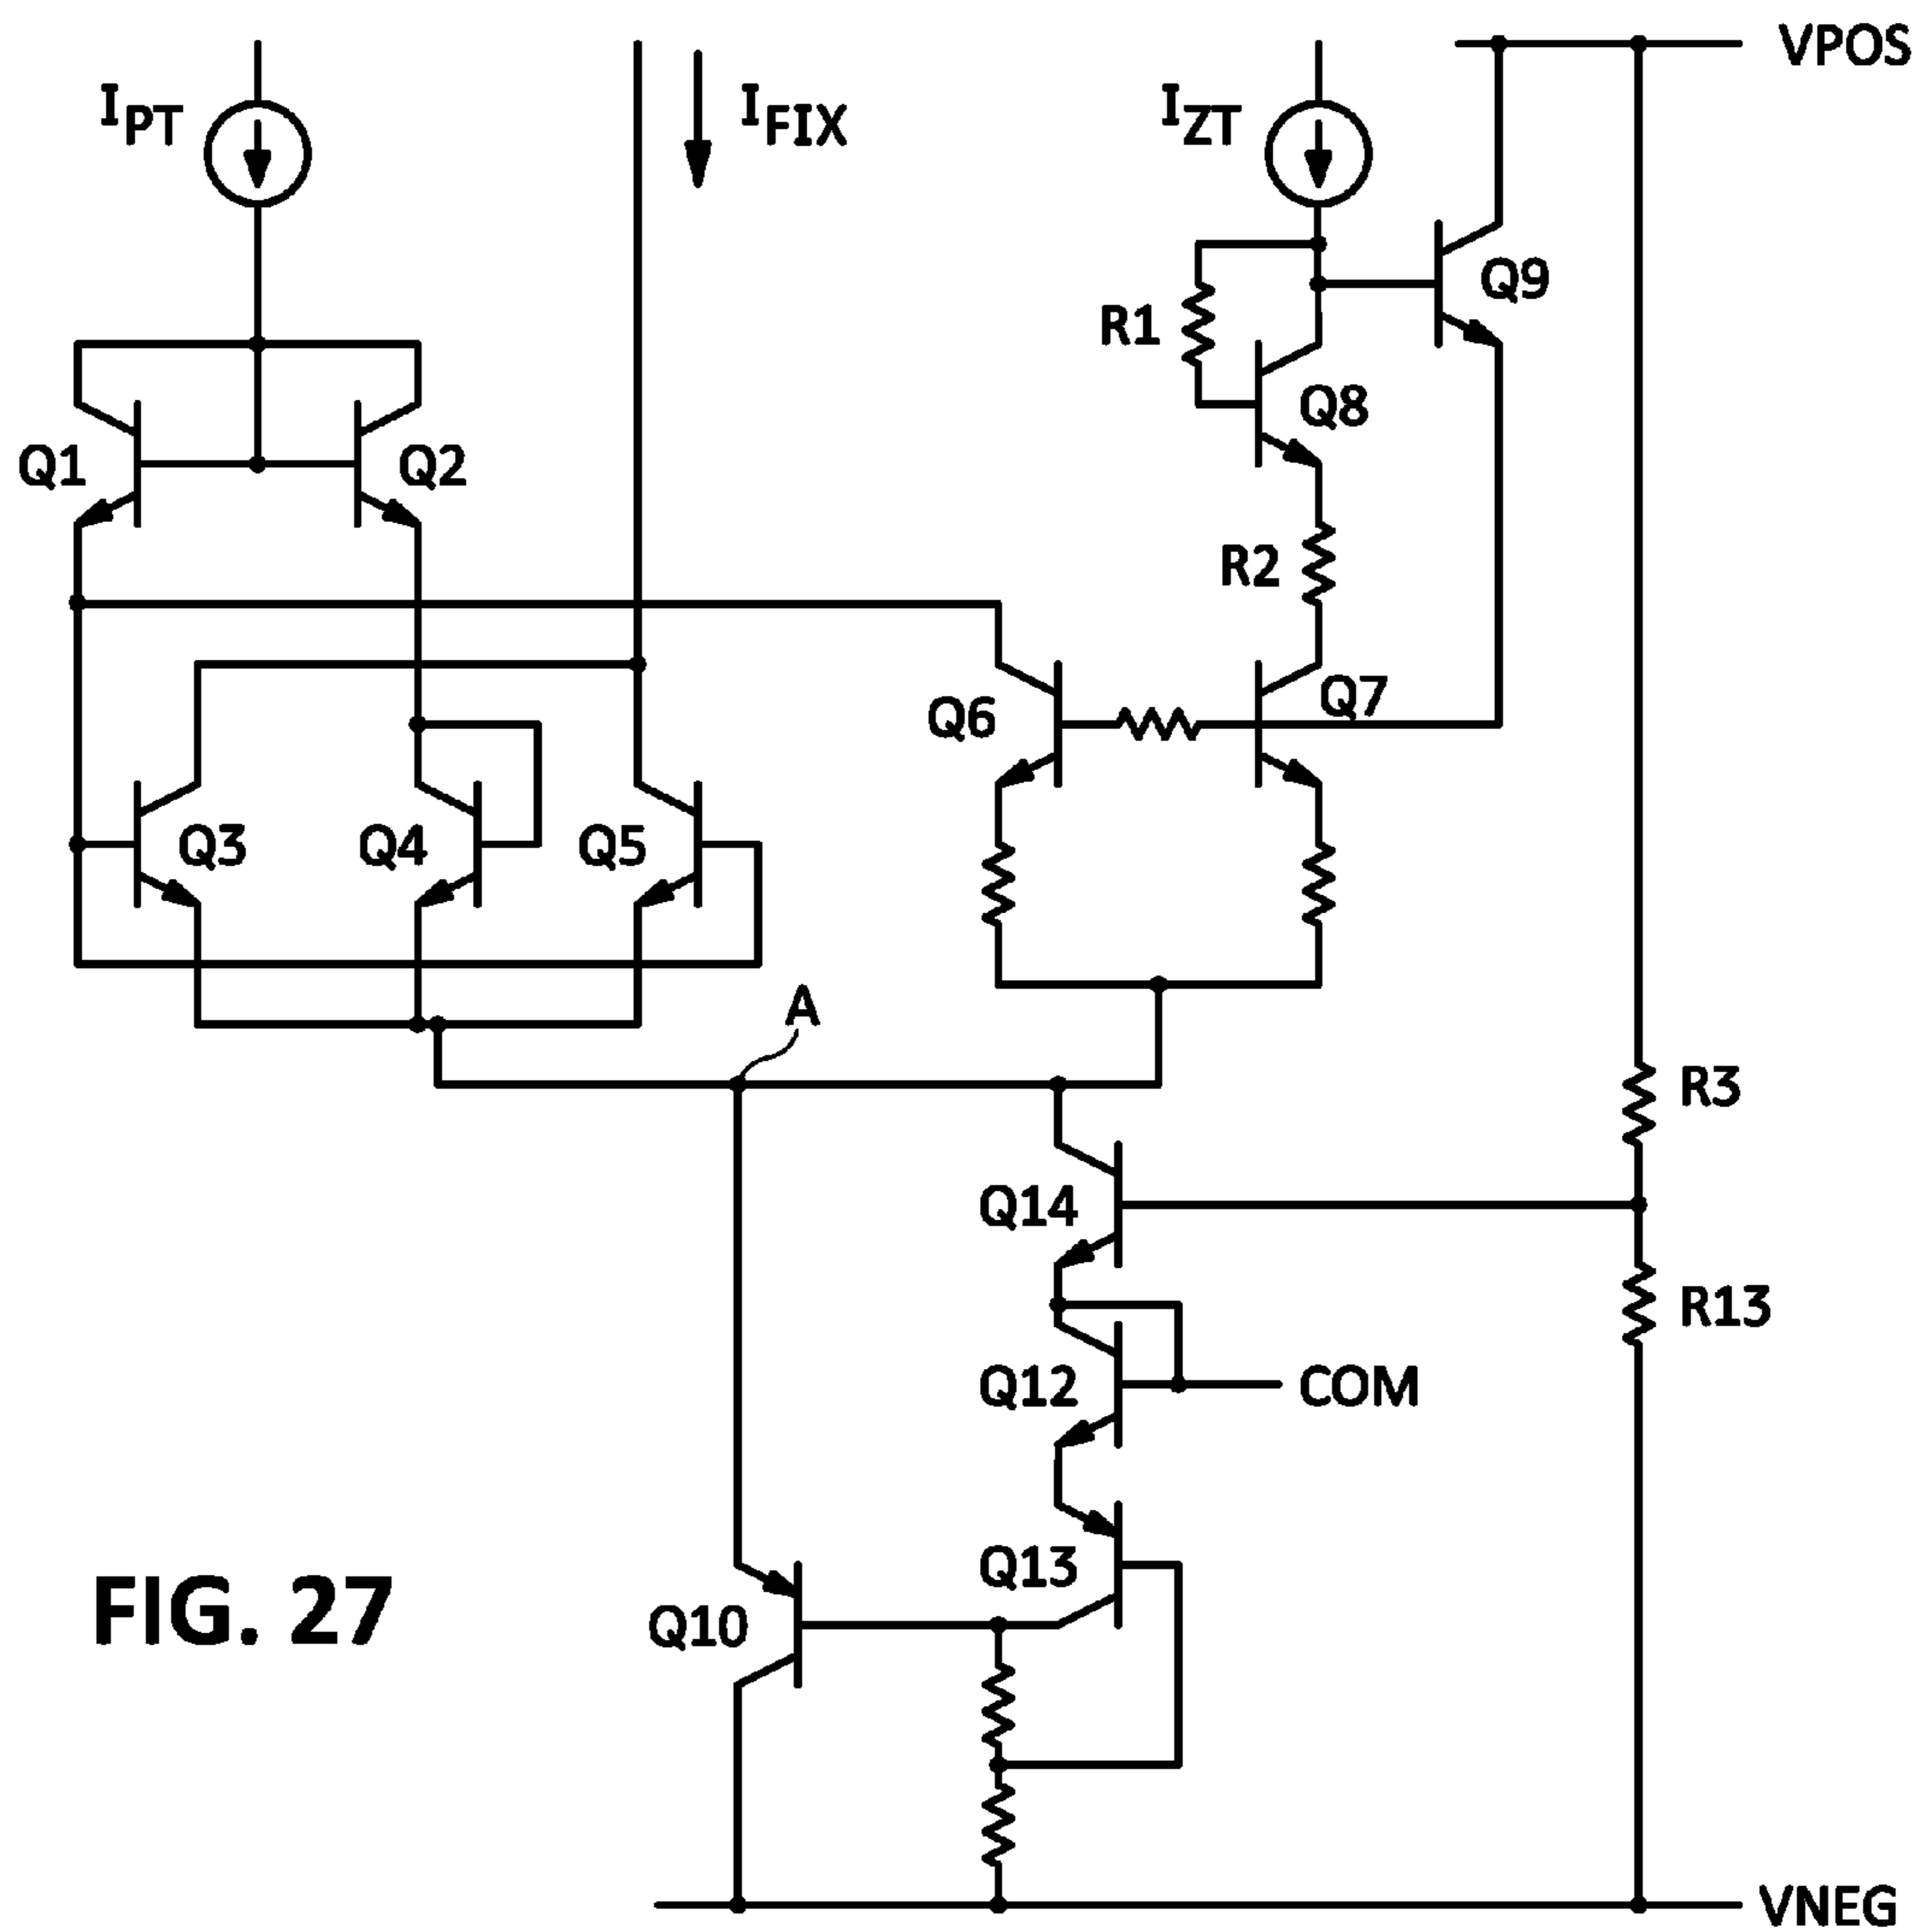 VPOS
IPT
IFIX
IZT
Q9
R1
Q8
Q1
Q2
R2
Q6
Q7
Q3
Q4
Q5
A
R3
Q14
R13
Q12
COM
Q13
Q10
FIG. 27
VNEG